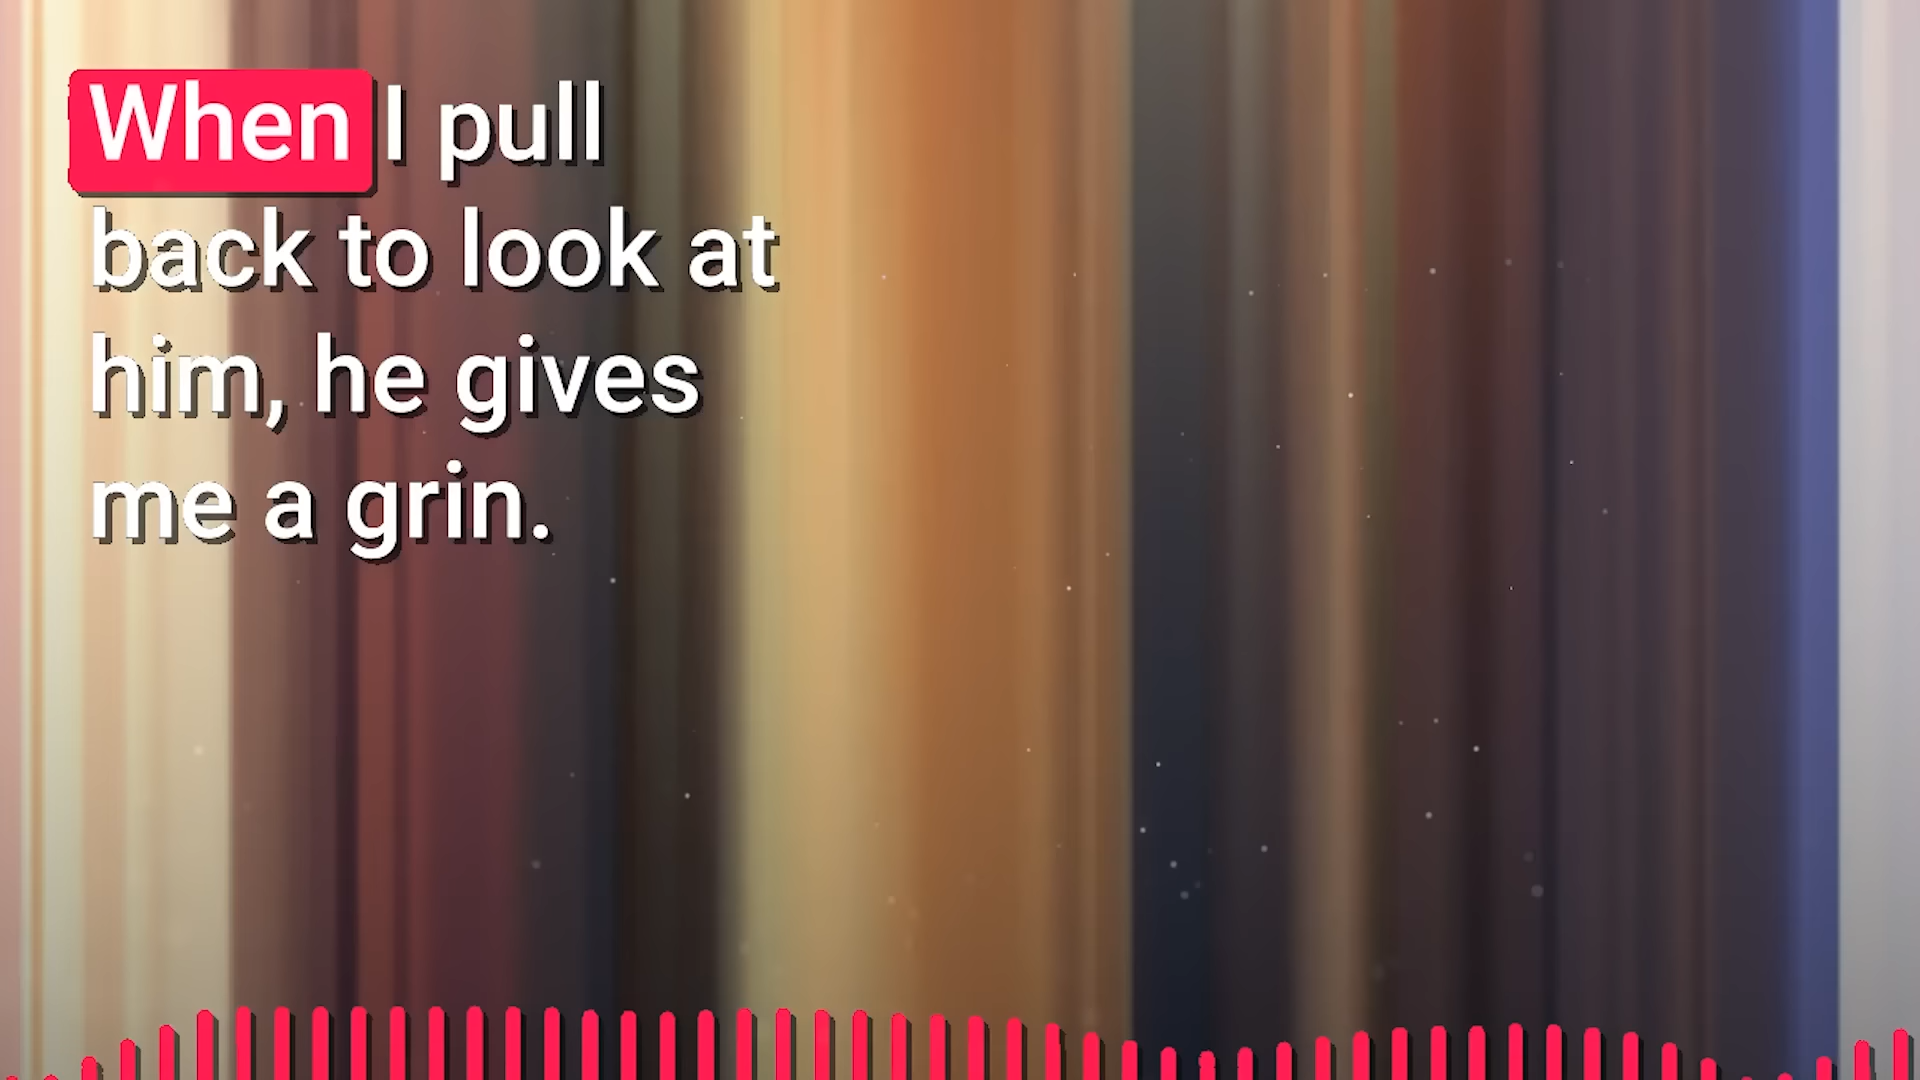 When I pull
back to look at
him, he gives
me a grin.